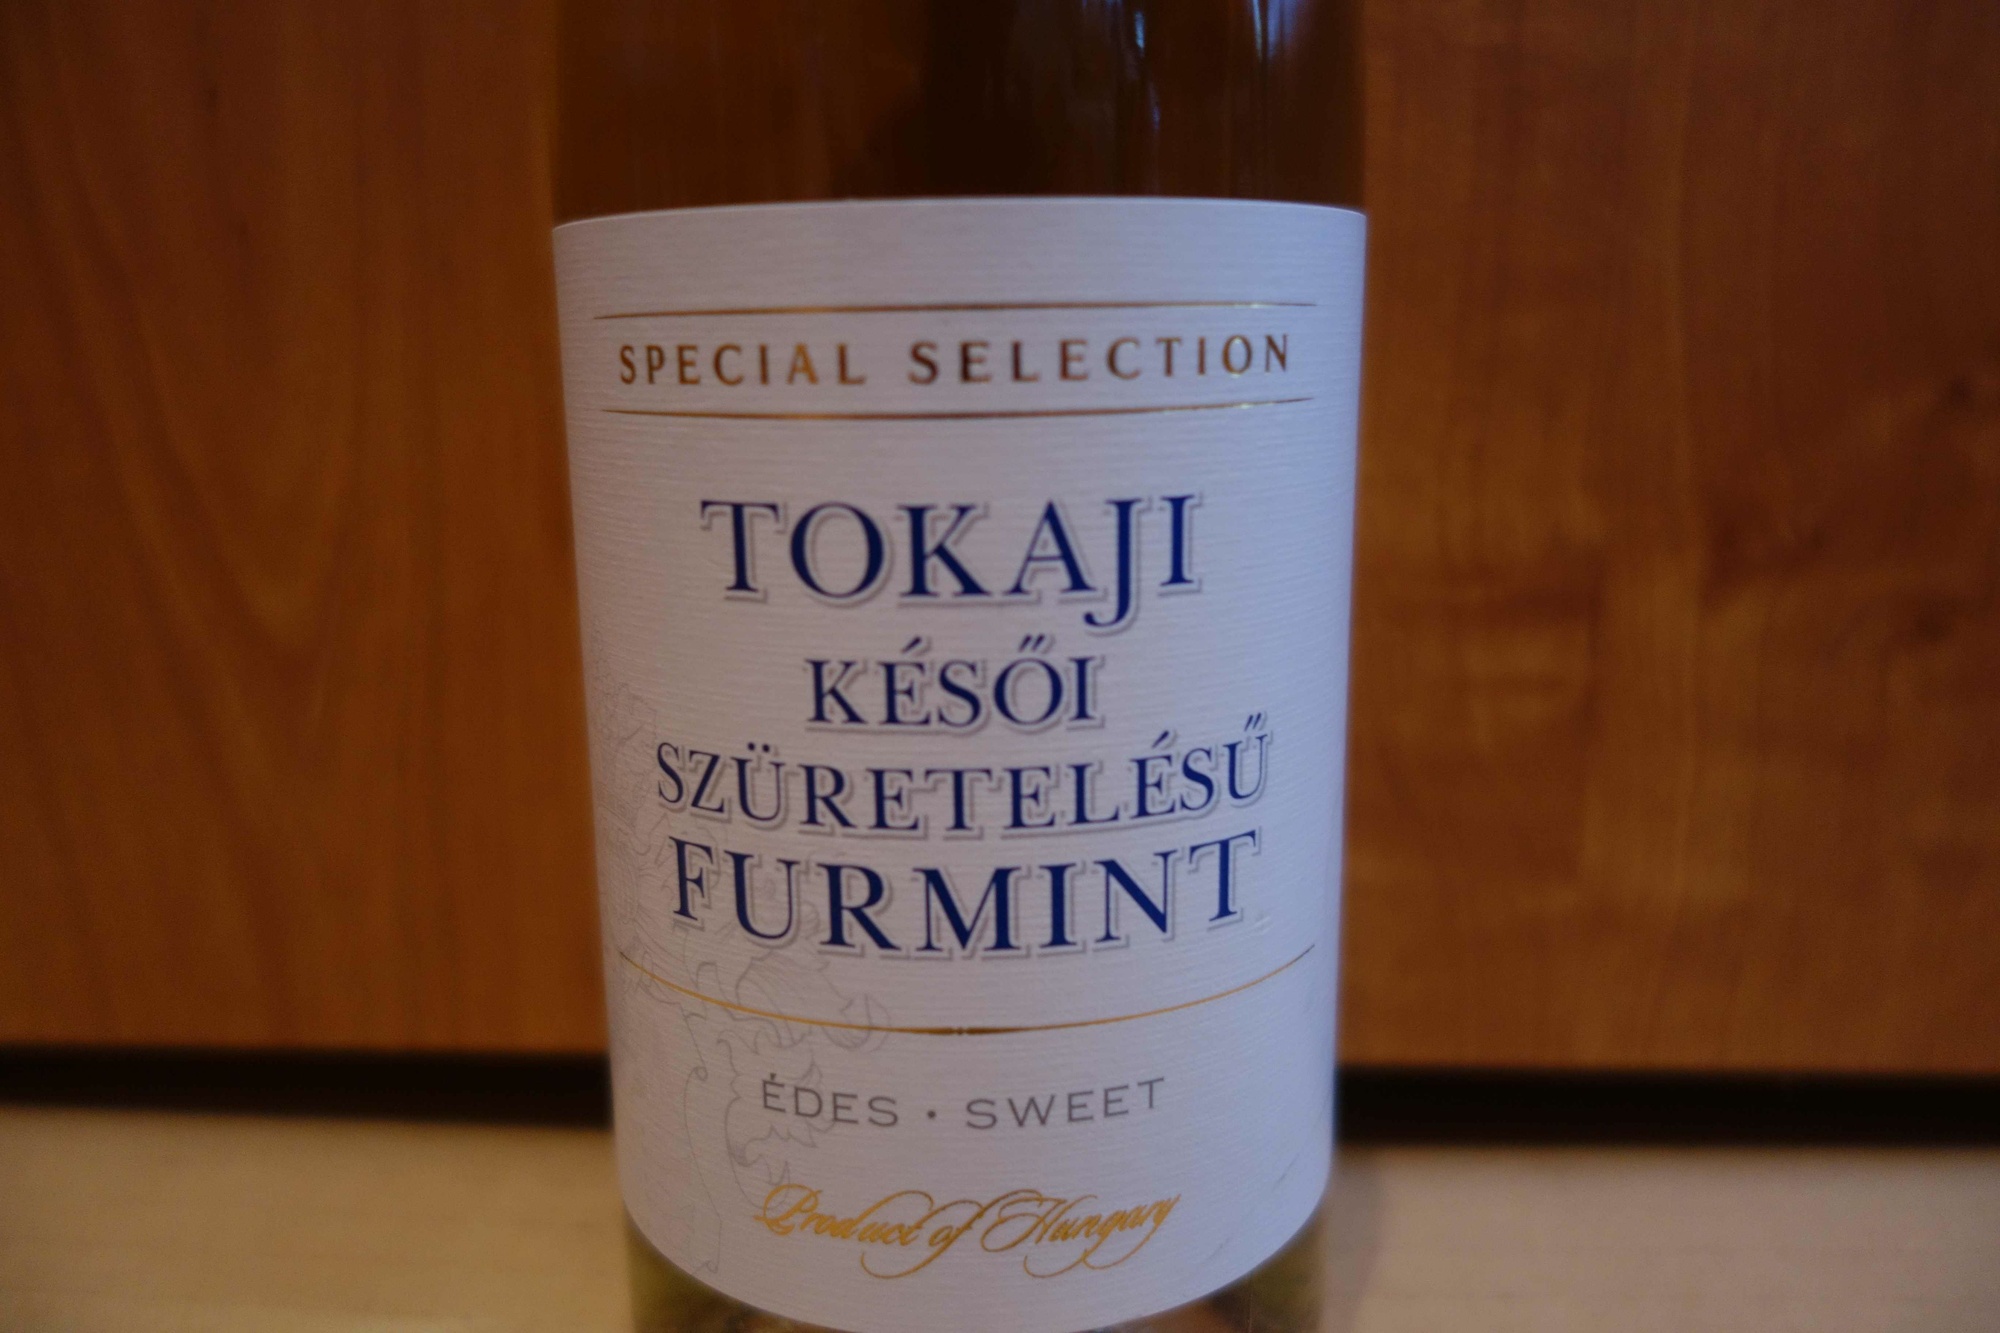 SPECIAL SELECTION
TOKAJI
KÉSŐI
SZÜRETELÉSŰ
FURMINT
ÉDES · SWEET
Product of Hungary